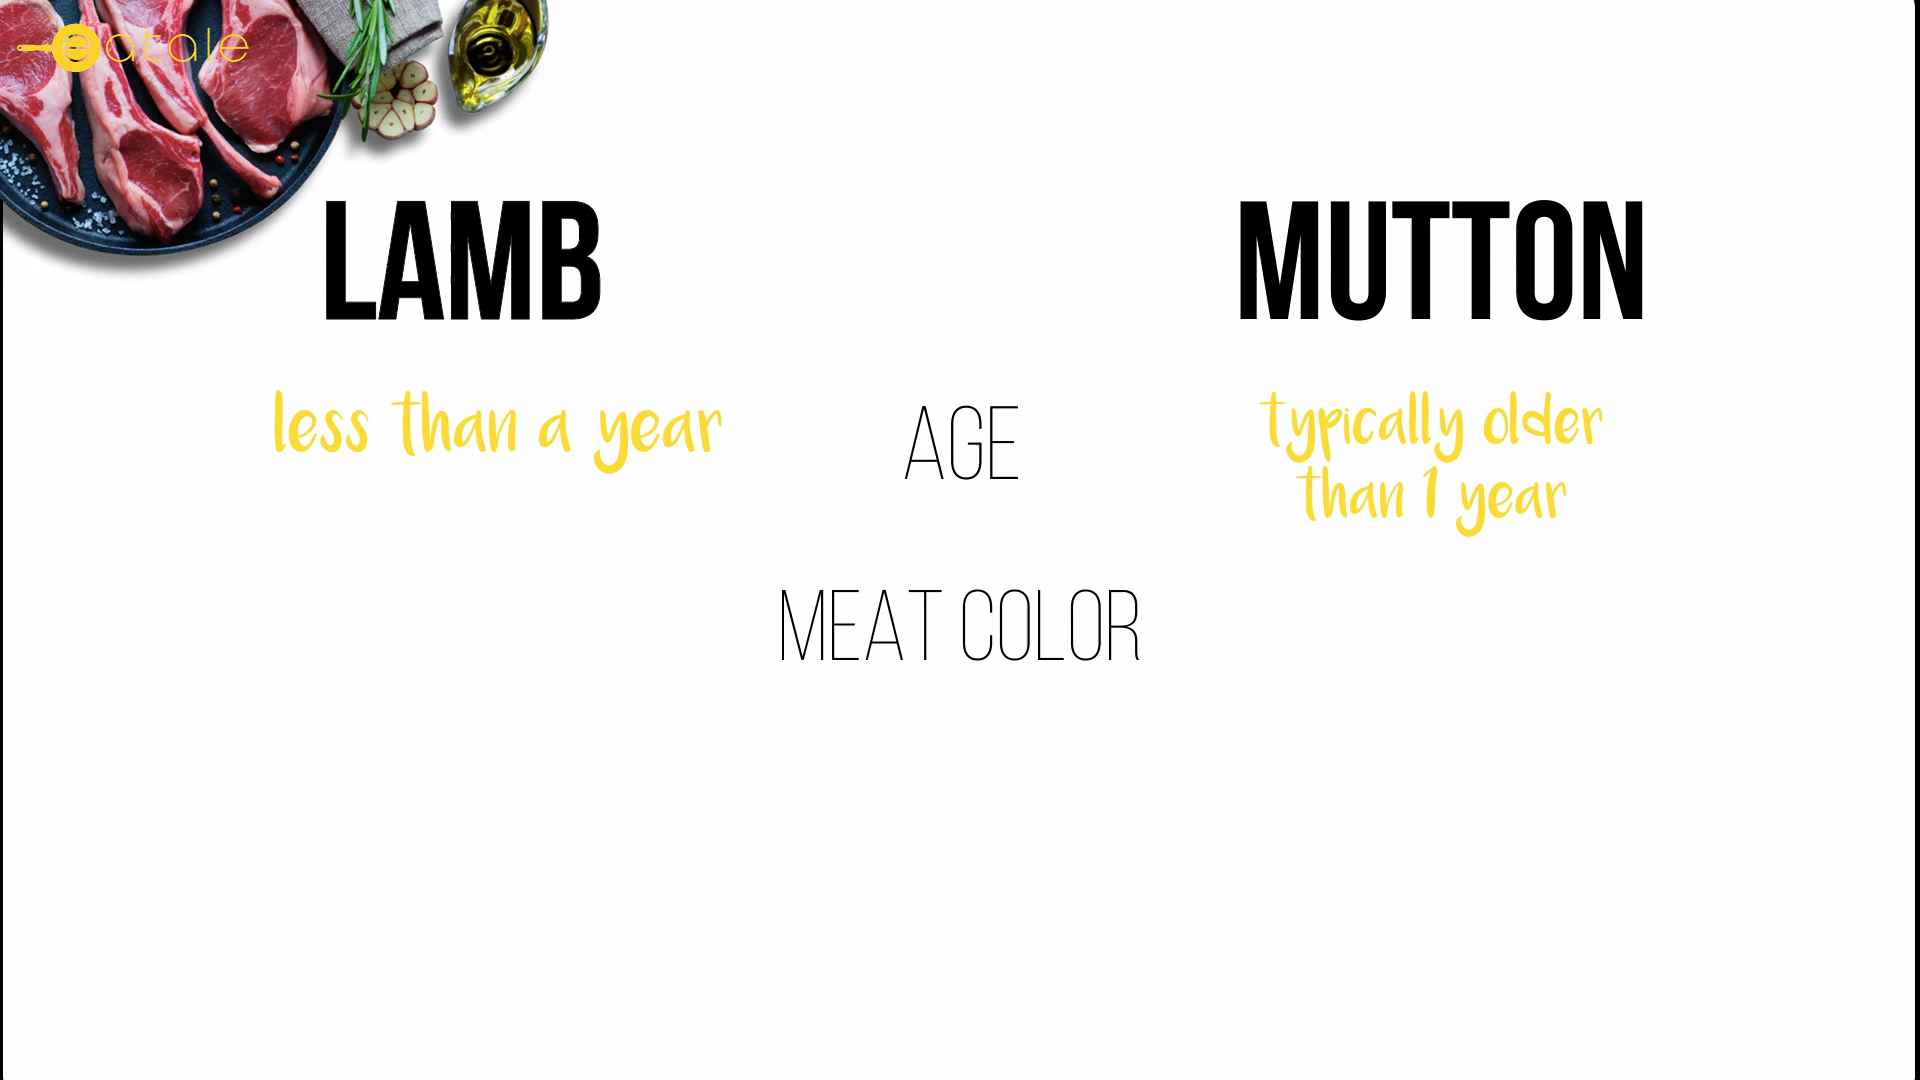 eatale
LAMB
MUTTON
less than a year
AGE
typically older
than 1 year
MEAT COLOR